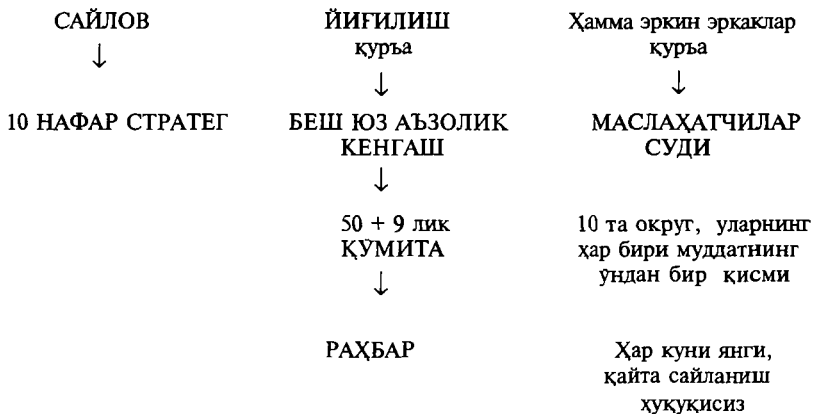 САЙЛОВ
↓
10 НАФАР СТРАТЕГ
ЙИҒИЛИШ
қуръа
↓
БЕШ ЮЗ АЪЗОЛИК
КЕНГАШ
↓
50 + 9 лик
ҚЎМИТА
↓
РАҲБАР
Ҳамма эркин эркаклар
қуръа
↓
МАСЛАҲАТЧИЛАР
СУДИ
10 та округ, уларнинг
ҳар бири муддатнинг
ўндан бир қисми
Ҳар куни янги,
қайта сайланиш
ҳуқуқисиз